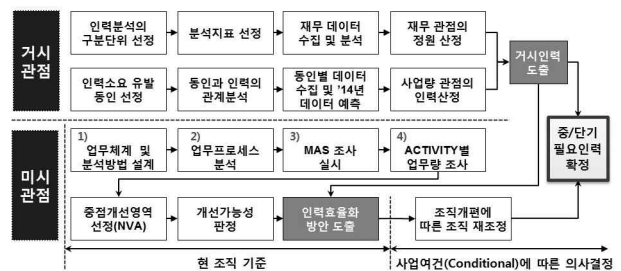 거시
관점
인력분석의
구분단위 선정
분석지표 선정
재무 데이터
수집 및 분석
재무 관점의
정원 산정
인력소요 유발
동인 선정
동인과 인력의
관계분석
동인별 데이터
수집 및 '14년
데이터 예측
사업량 관점의
인력산정
거시인력
도출
중/단기
필요인력
확정
미시
관점
1)
업무체계 및
분석방법 설계
2)
업무프로세스
분석
3)
MAS 조사
실시
4)
ACTIVITY별
업무량 조사
중점개선영역
선정(NVA)
개선가능성
판정
인력효율화
방안 도출
조직개편에
따른 조직 재조정
현 조직 기준
사업여건(Conditional)에 따른 의사결정